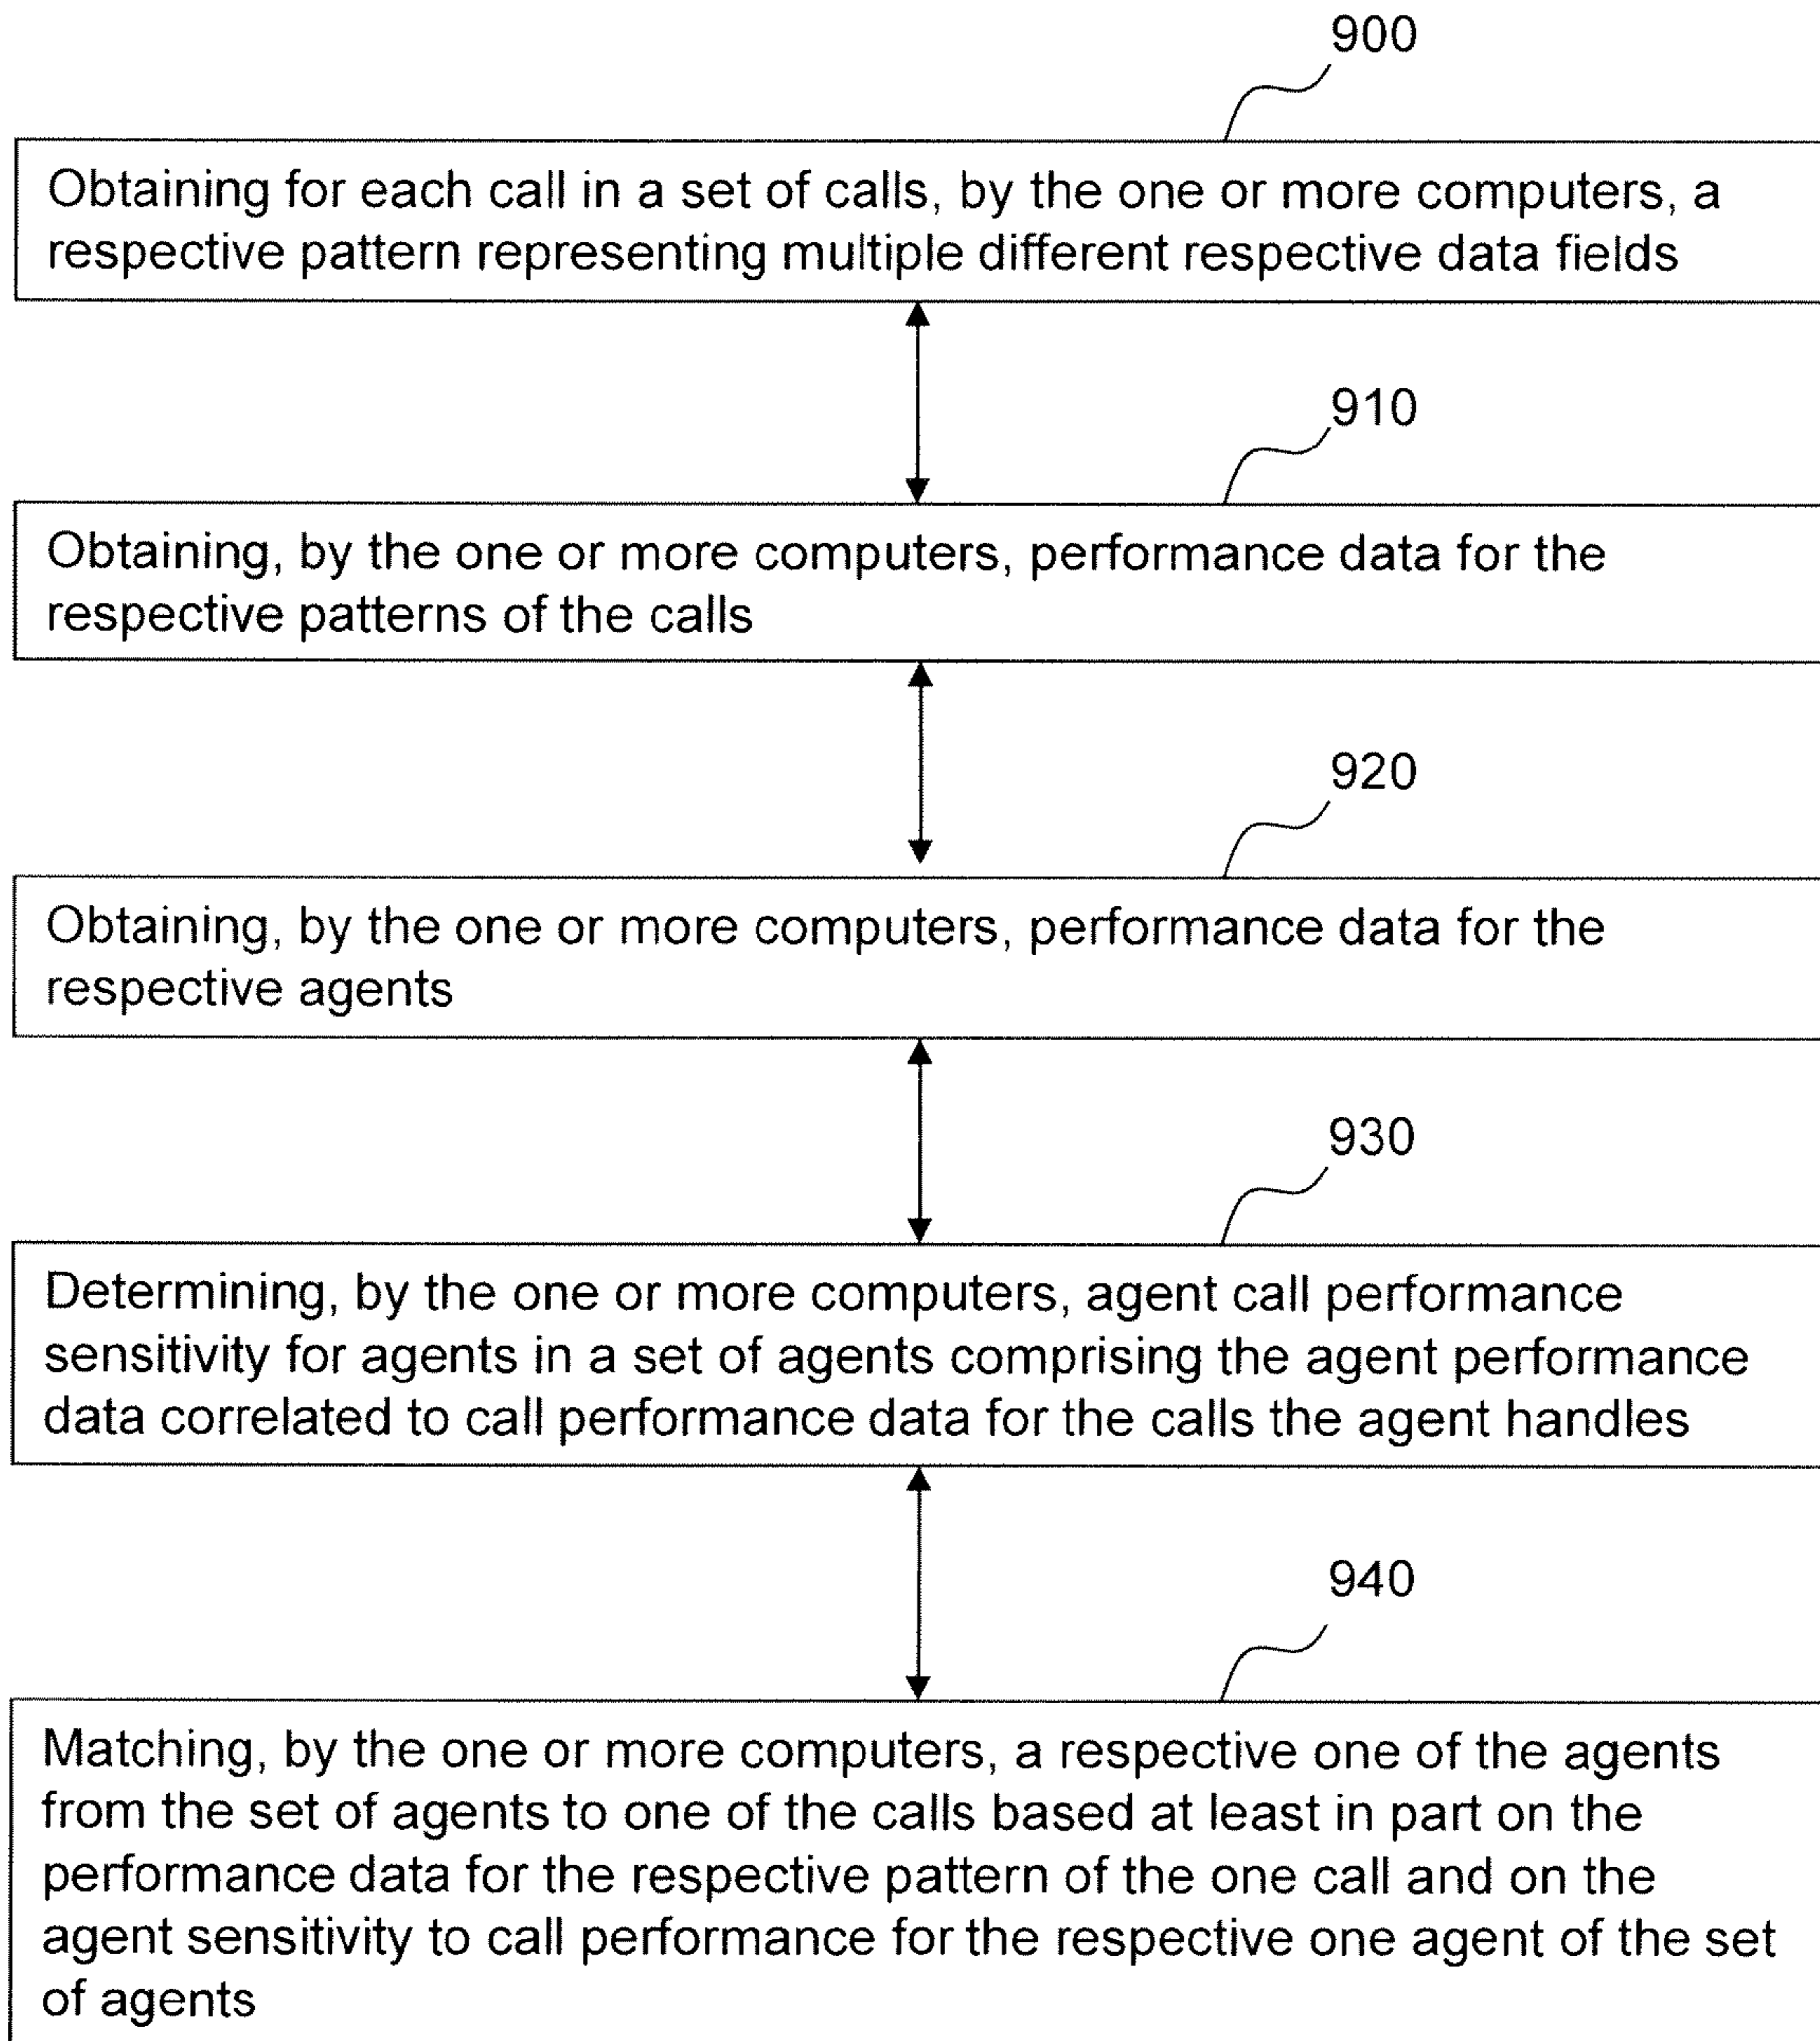 900
Obtaining for each call in a set of calls, by the one or more computers, a
respective pattern representing multiple different respective data fields
910
Obtaining, by the one or more computers, performance data for the
respective patterns of the calls
920
Obtaining, by the one or more computers, performance data for the
respective agents
930
Determining, by the one or more computers, agent call performance
sensitivity for agents in a set of agents comprising the agent performance
data correlated to call performance data for the calls the agent handles
940
Matching, by the one or more computers, a respective one of the agents
from the set of agents to one of the calls based at least in part on the
performance data for the respective pattern of the one call and on the
agent sensitivity to call performance for the respective one agent of the set
of agents